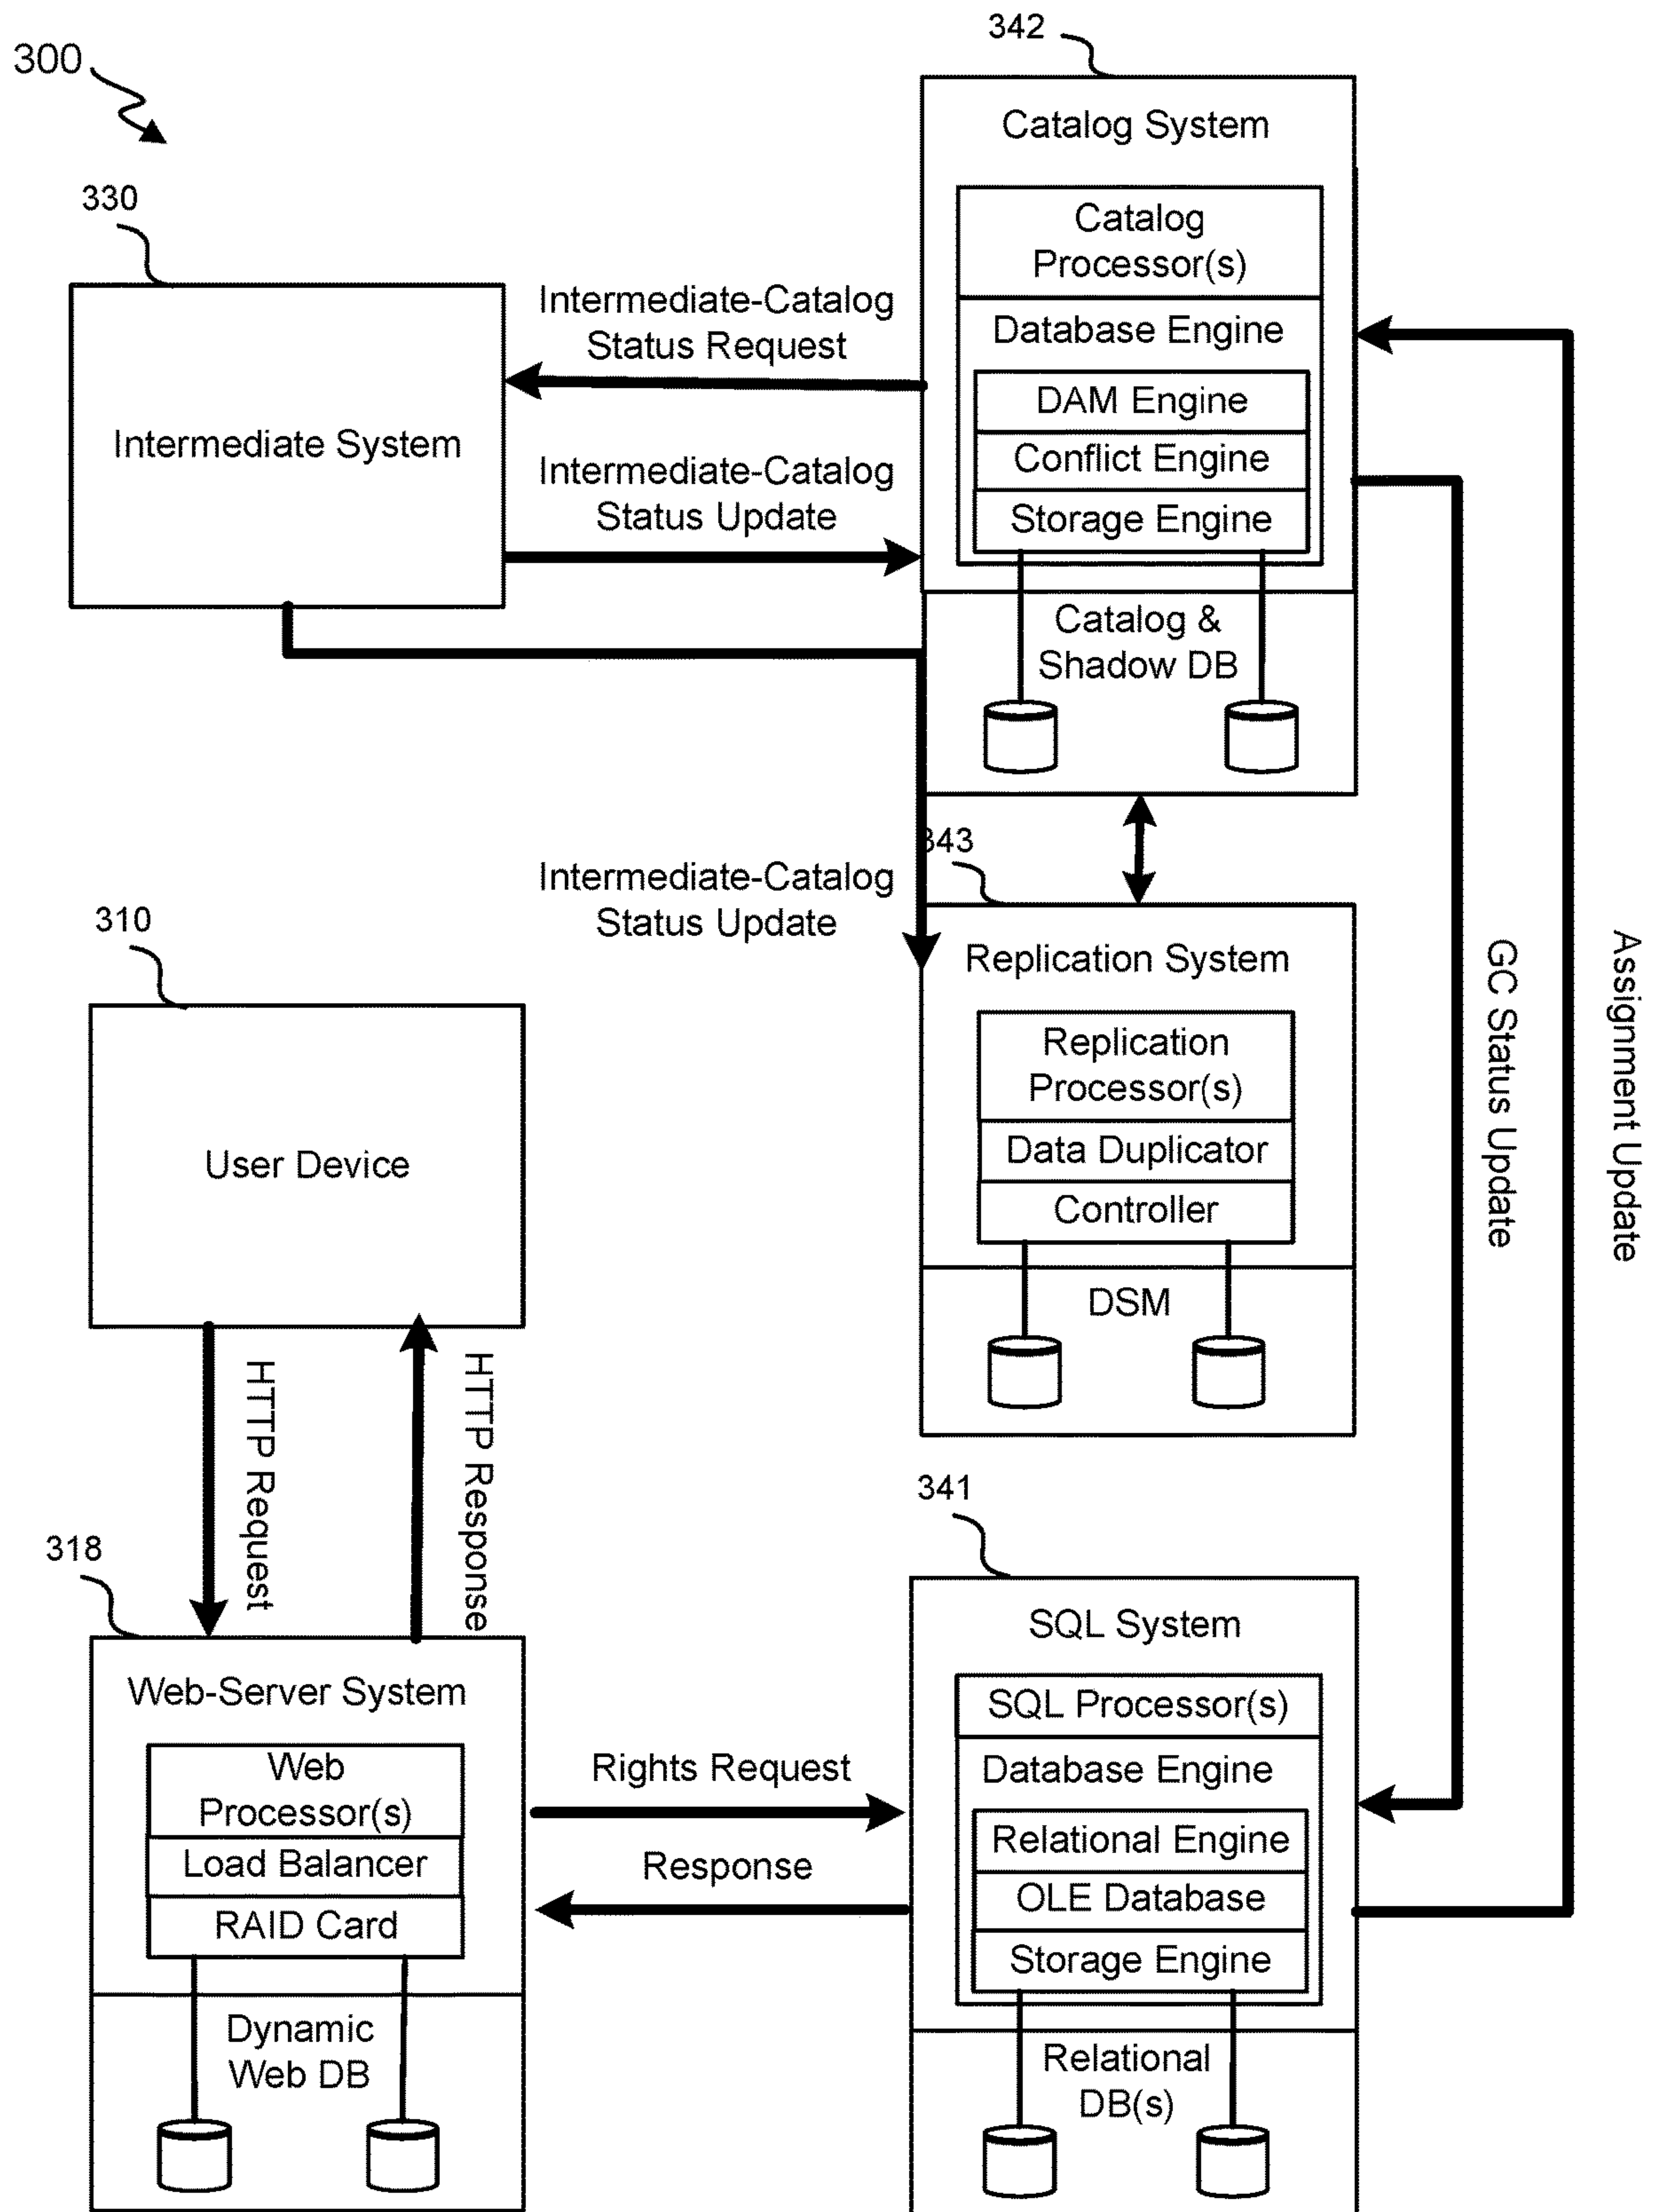 300
342
Catalog System
Catalog
Processor(s)
Database Engine
DAM Engine
Conflict Engine
Storage Engine
Catalog &
Shadow DB
330
Intermediate System
Intermediate-Catalog
Status Request
Intermediate-Catalog
Status Update
Intermediate-Catalog
Status Update
343
Replication System
Replication
Processor(s)
Data Duplicator
Controller
DSM
GC Status Update
Assignment Update
310
User Device
HTTP Request
HTTP Response
318
Web-Server System
Web
Processor(s)
Load Balancer
RAID Card
Dynamic
Web DB
Rights Request
Response
341
SQL System
SQL Processor(s)
Database Engine
Relational Engine
OLE Database
Storage Engine
Relational
DB(s)